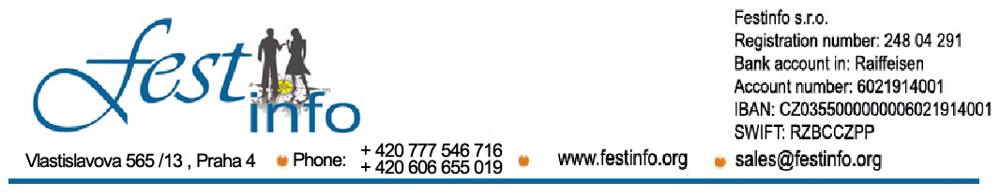 fest
info
Festinfo s.r.o.
Registration number: 248 04 291
Bank account in: Raiffeisen
Account number: 6021914001
IBAN: CZ0355000000006021914001
SWIFT: RZBCCZPP
Vlastislavova 565 /13 , Praha 4
Phone:
+ 420 777 546 716
+ 420 606 655 019
www.festinfo.org
sales@festinfo.org